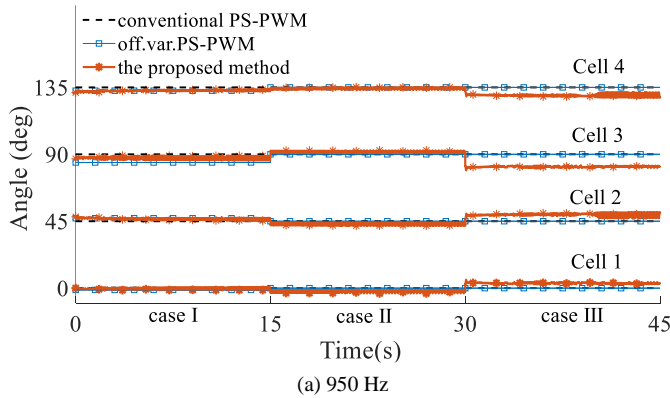 conventional PS-PWM
off.var.PS-PWM
the proposed method
Cell 4
135
Cell 3
90
Cell 2
45
Cell 1
0
Angle (deg)
case I
case II
case III
0
15
30
45
Time(s)
(a) 950 Hz